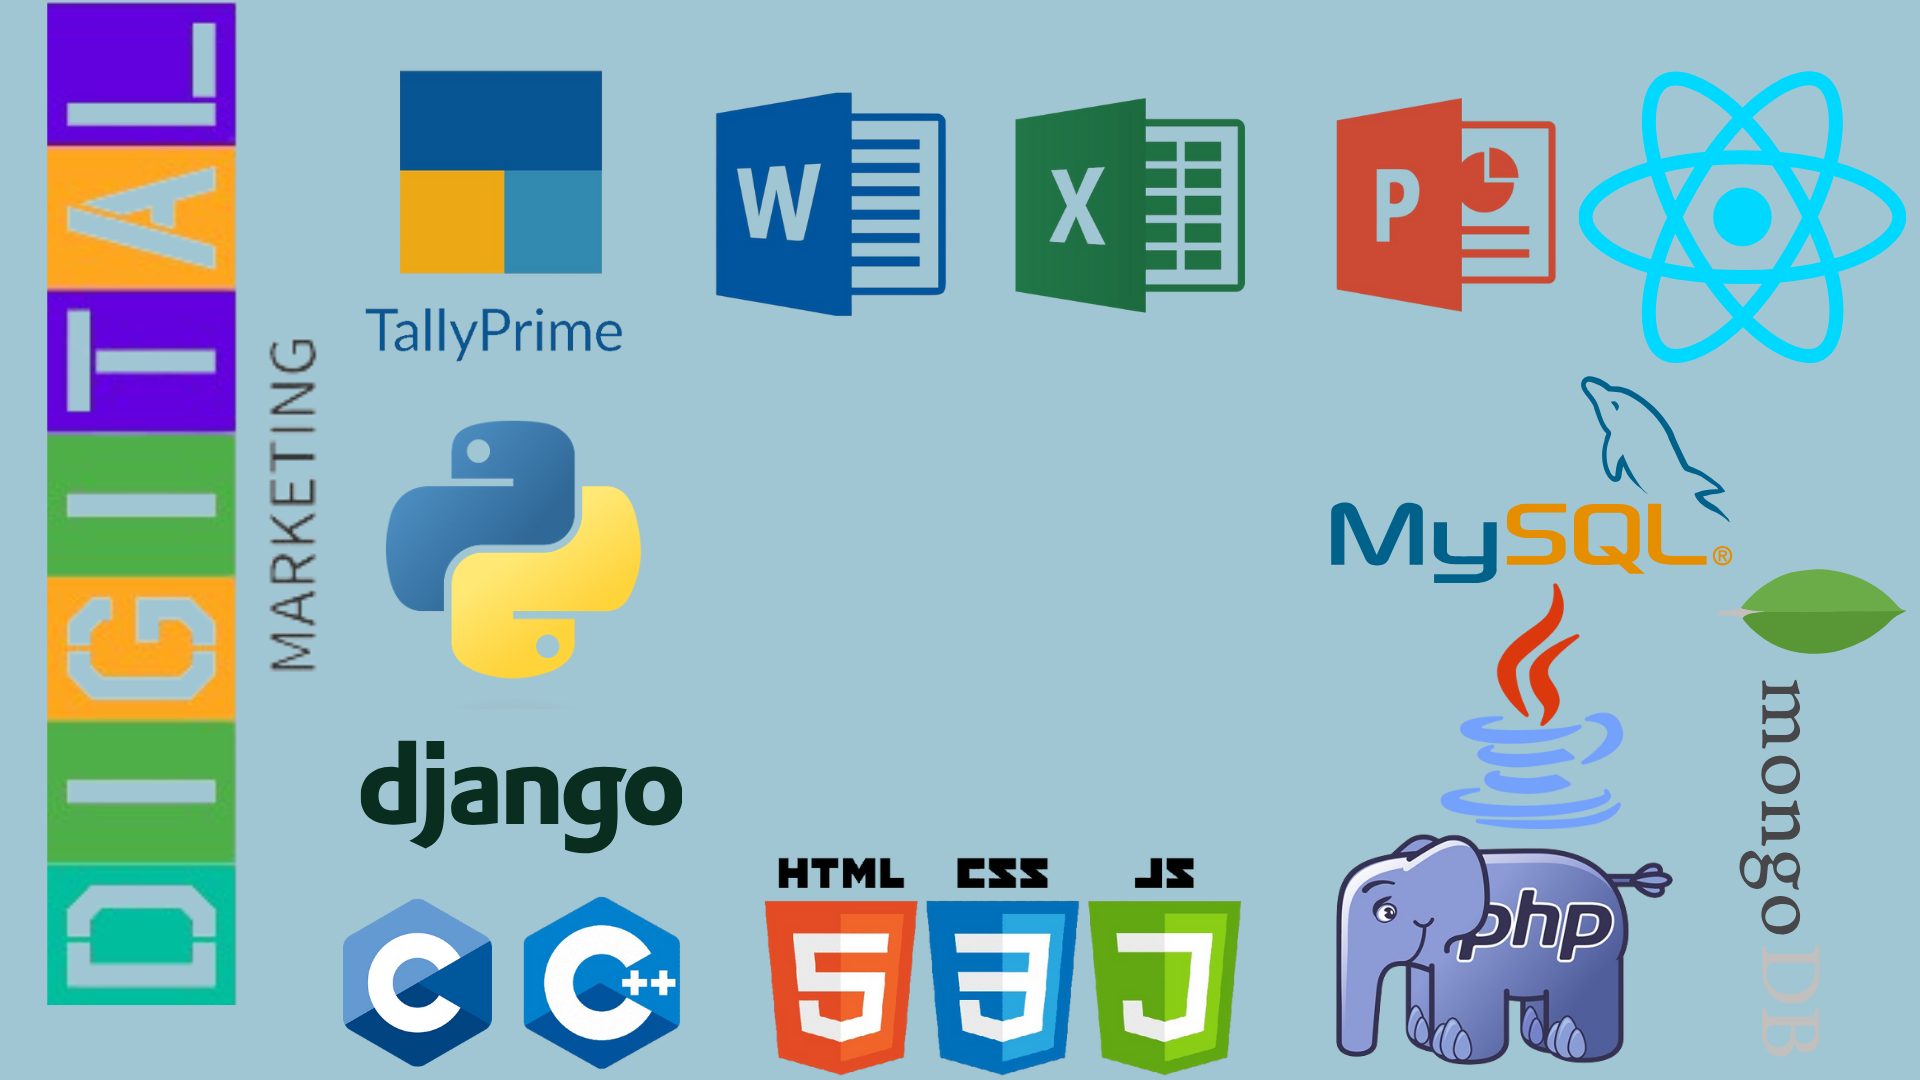 DIGITAL
MARKETING
TallyPrime
W
X
P
MySQL®
django
mongoDB
C
C++
HTML
CSS
JS
5
3
J
php